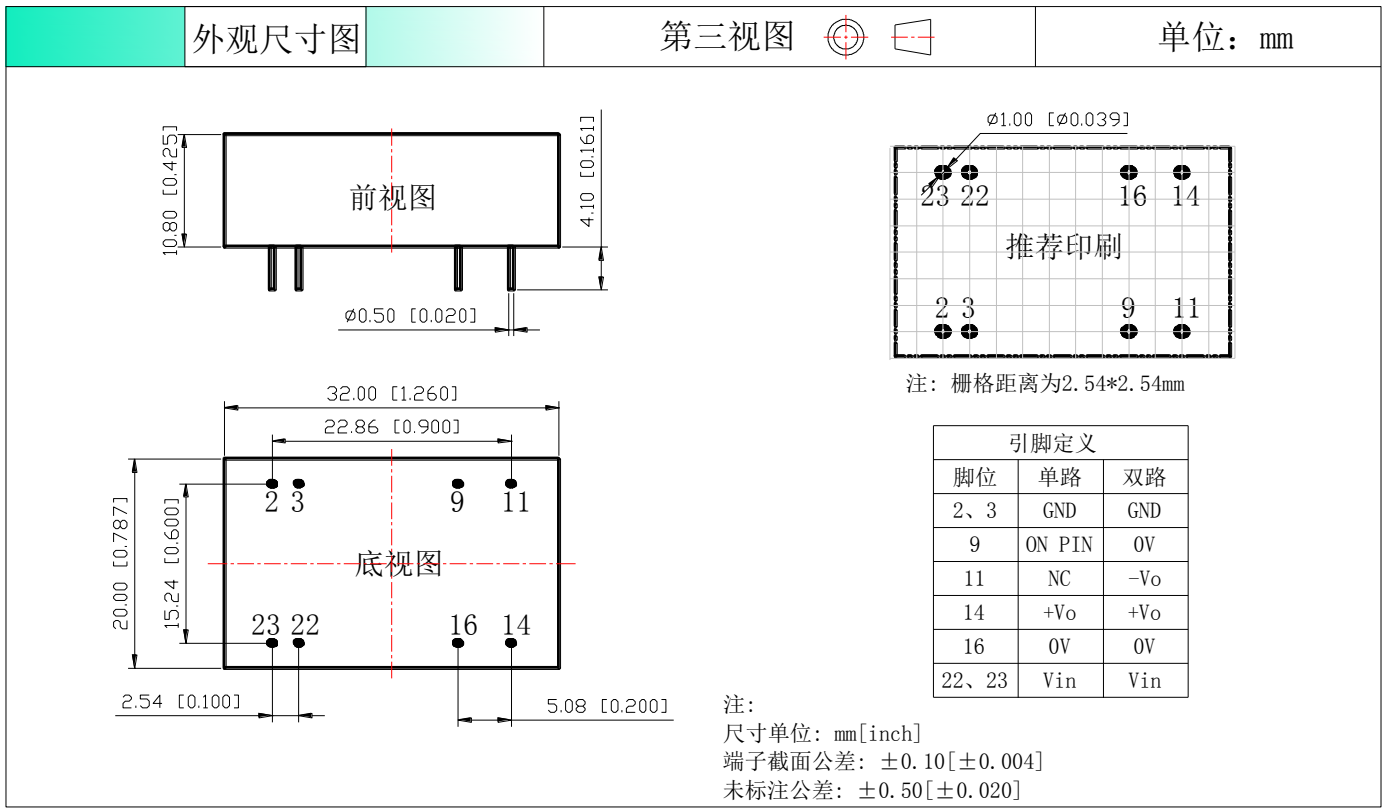 外观尺寸图
第三视图
单位: mm
10.80 [0.425]
前视图
4.10 [0.161]
Ø0.50 [0.020]
Ø1.00 [Ø0.039]
23 22 16 14
推荐印刷
2 3 9 11
注: 栅格距离为2.54*2.54mm
32.00 [1.260]
22.86 [0.900]
20.00 [0.787]
15.24 [0.600]
2 3 9 11
底视图
23 22 16 14
2.54 [0.100]
5.08 [0.200]
引脚定义
脚位 单路 双路
2、3 GND GND
9 ON PIN 0V
11 NC -Vo
14 +Vo +Vo
16 0V 0V
22、23 Vin Vin
注:
尺寸单位: mm[inch]
端子截面公差: ±0.10[±0.004]
未标注公差: ±0.50[±0.020]